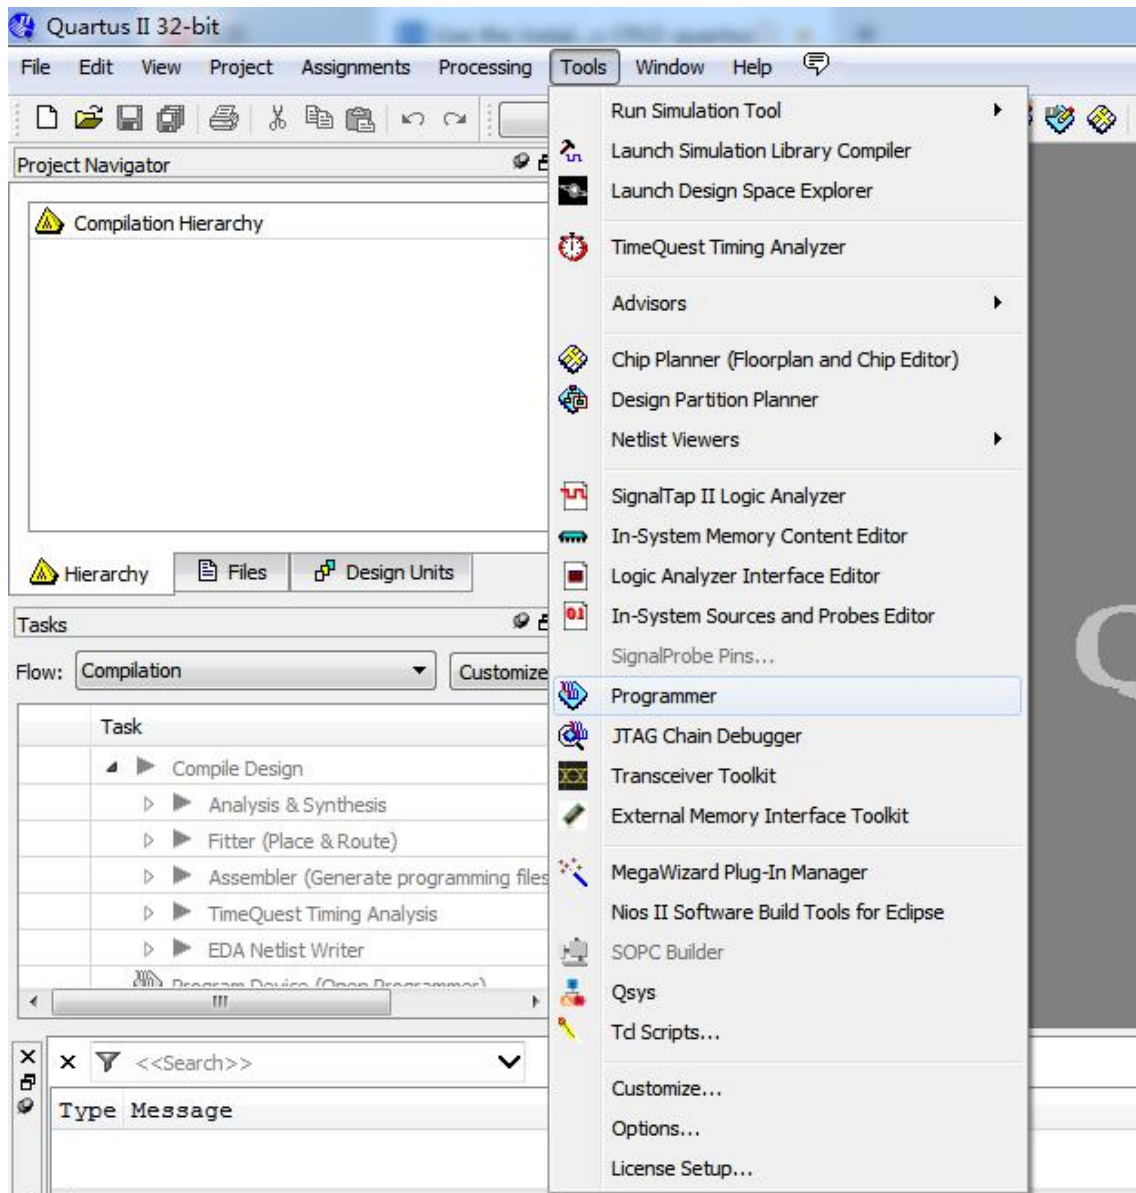 Quartus II 32-bit
File Edit View Project Assignments Processing Tools Window Help
Project Navigator
Compilation Hierarchy
Hierarchy Files Design Units
Tasks
Flow: Compilation Customize
Task
Compile Design
Analysis & Synthesis
Fitter (Place & Route)
Assembler (Generate programming files
TimeQuest Timing Analysis
EDA Netlist Writer
Program Device (Open Programmer)
<<Search>>
Type Message
Run Simulation Tool
Launch Simulation Library Compiler
Launch Design Space Explorer
TimeQuest Timing Analyzer
Advisors
Chip Planner (Floorplan and Chip Editor)
Design Partition Planner
Netlist Viewers
SignalTap II Logic Analyzer
In-System Memory Content Editor
Logic Analyzer Interface Editor
In-System Sources and Probes Editor
SignalProbe Pins...
Programmer
JTAG Chain Debugger
Transceiver Toolkit
External Memory Interface Toolkit
MegaWizard Plug-In Manager
Nios II Software Build Tools for Eclipse
SOPC Builder
Qsys
Tcl Scripts...
Customize...
Options...
License Setup...